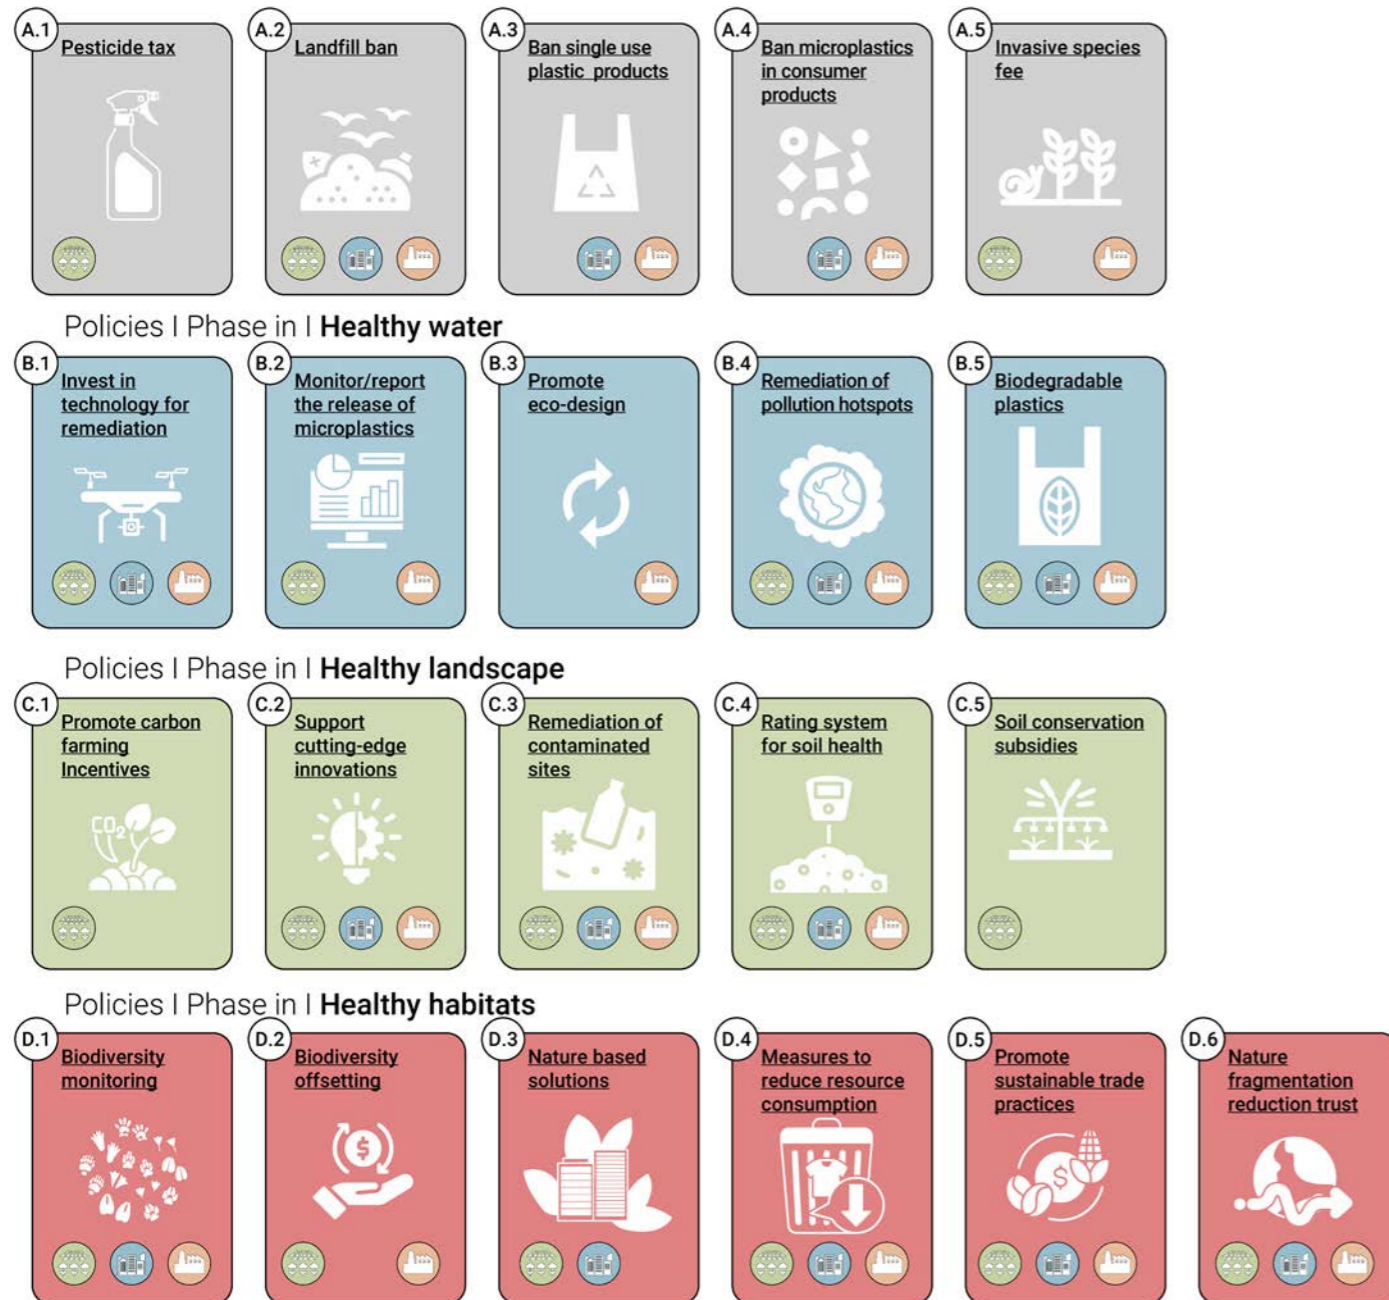 A.1
Pesticide tax
A.2
Landfill ban
A.3
Ban single use
plastic products
A.4
Ban microplastics
in consumer
products
A.5
Invasive species
fee
Policies I Phase in I Healthy water
B.1
Invest in
technology for
remediation
B.2
Monitor/report
the release of
microplastics
B.3
Promote
eco-design
B.4
Remediation of
pollution hotspots
B.5
Biodegradable
plastics
Policies I Phase in I Healthy landscape
C.1
Promote carbon
farming
Incentives
CO2
C.2
Support
cutting-edge
innovations
C.3
Remediation of
contaminated
sites
C.4
Rating system
for soil health
C.5
Soil conservation
subsidies
Policies I Phase in I Healthy habitats
D.1
Biodiversity
monitoring
D.2
Biodiversity
offsetting
$
D.3
Nature based
solutions
D.4
Measures to
reduce resource
consumption
D.5
Promote
sustainable trade
practices
$
D.6
Nature
fragmentation
reduction trust